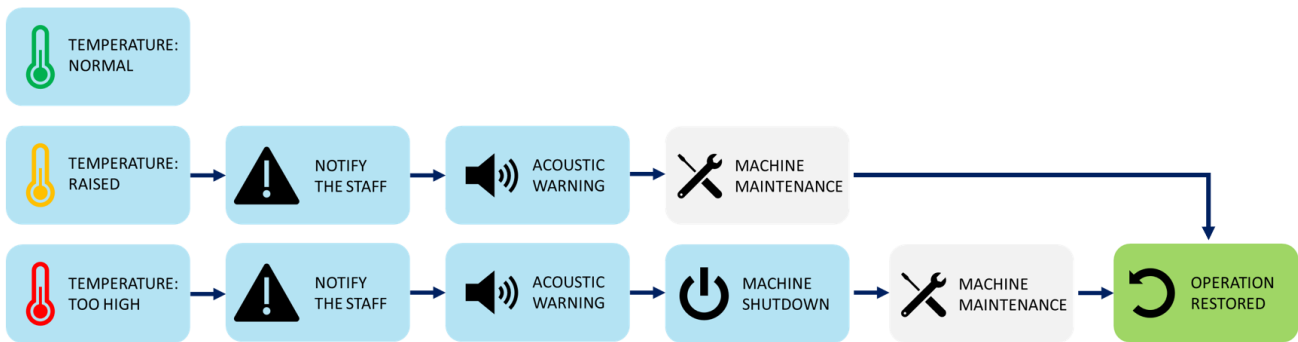 TEMPERATURE:
NORMAL
TEMPERATURE:
RAISED
NOTIFY
THE STAFF
ACOUSTIC
WARNING
MACHINE
MAINTENANCE
TEMPERATURE:
TOO HIGH
NOTIFY
THE STAFF
ACOUSTIC
WARNING
MACHINE
SHUTDOWN
MACHINE
MAINTENANCE
OPERATION
RESTORED